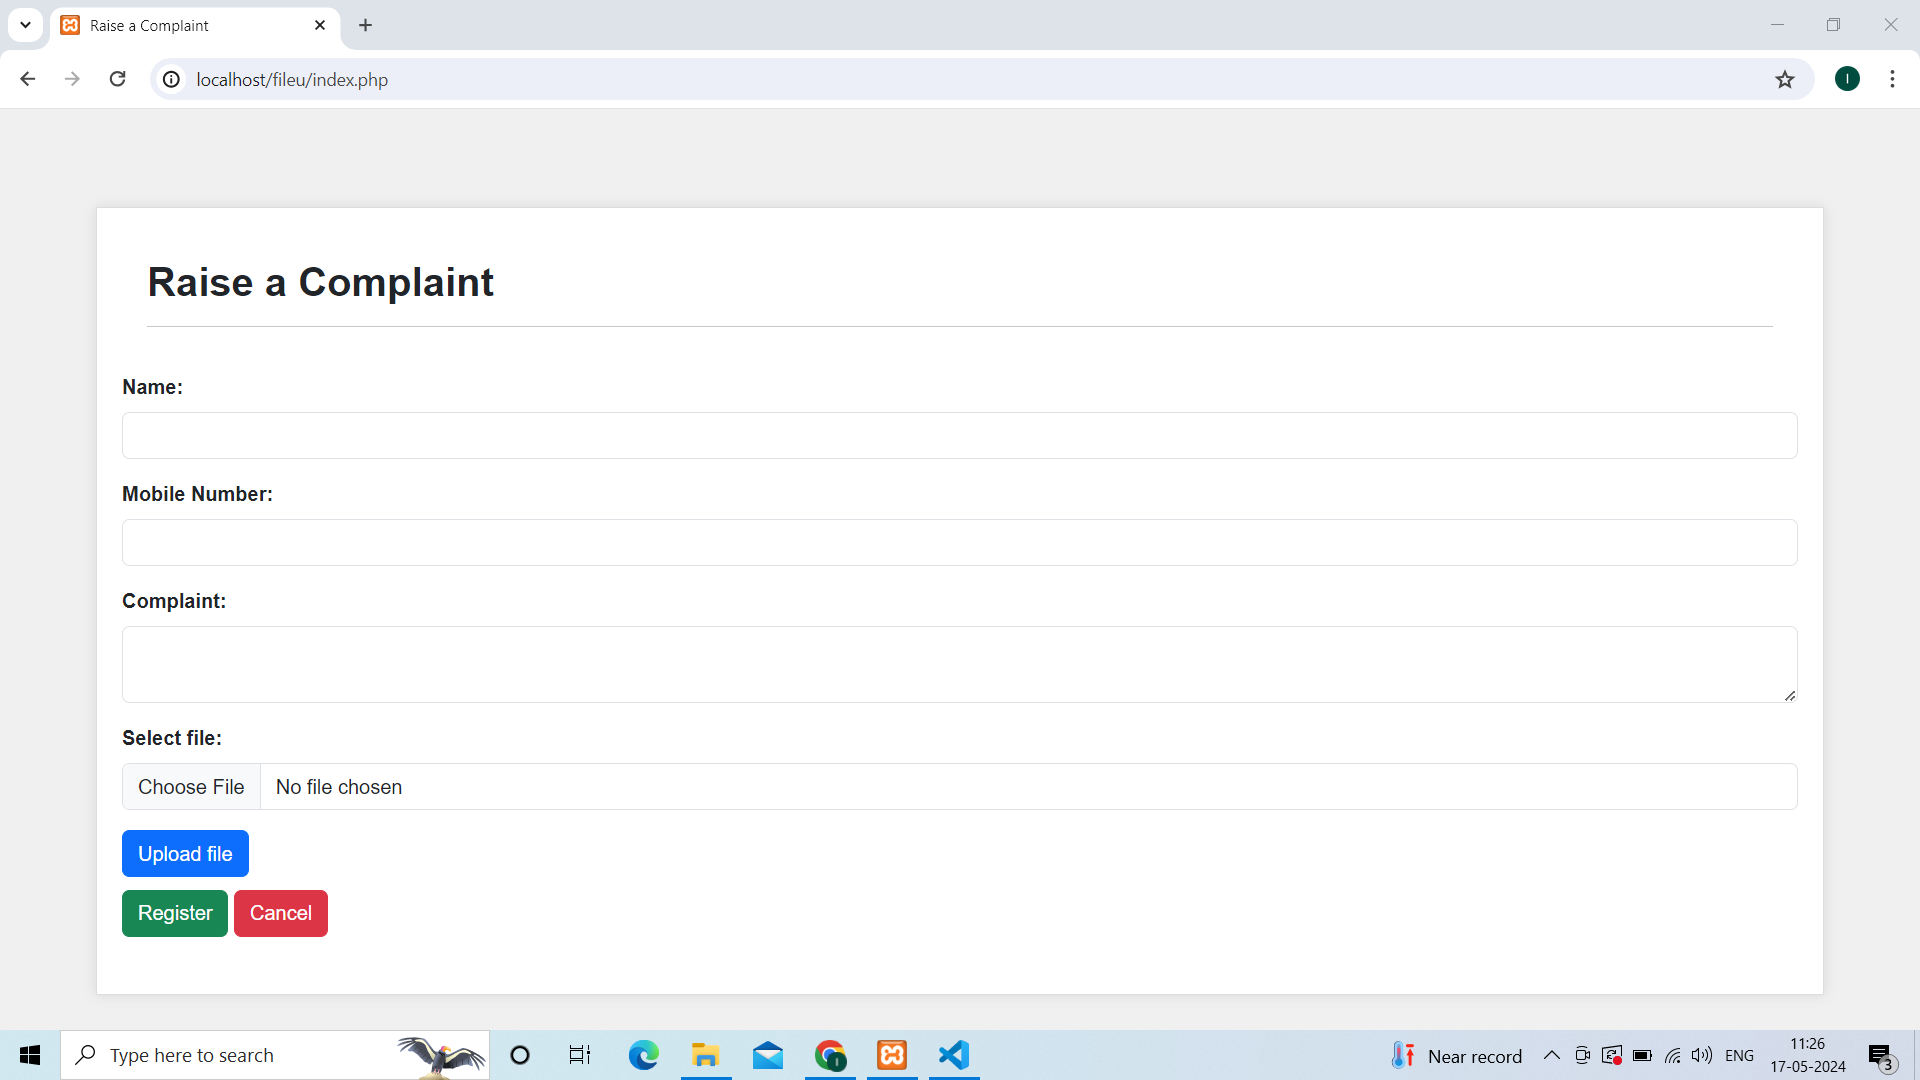 Raise a Complaint
localhost/fileu/index.php
I
Raise a Complaint
Name:
Mobile Number:
Complaint:
Select file:
Choose File No file chosen
Upload file
Register Cancel
Type here to search
I
Near record
ENG
11:26
17-05-2024
3